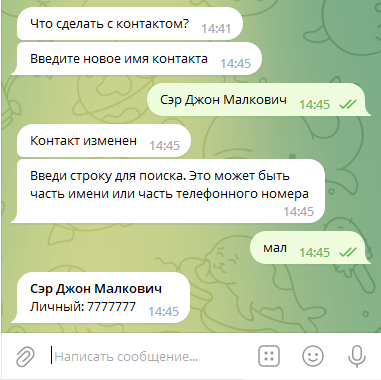 Что сделать с контактом? 14:41
Введите новое имя контакта 14:45
Сэр Джон Малкович 14:45
Контакт изменен 14:45
Введи строку для поиска. Это может быть
часть имени или часть телефонного номера
14:45
мал 14:45
Сэр Джон Малкович
Личный: 7777777 14:45
Написать сообщение...